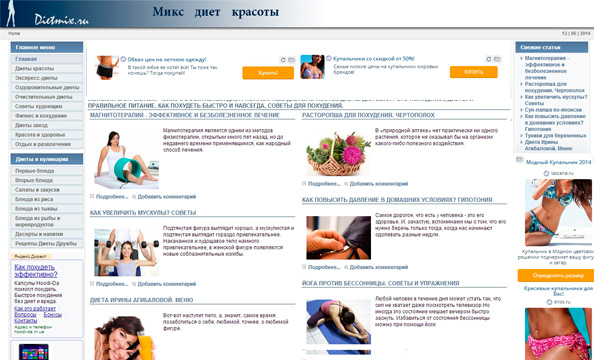 Dietmix.ru
Микс диет красоты
Home
13 | 06 | 2014
Главное меню
Главная
Диеты красоты
Экспресс-диеты
Оздоровительные диеты
Очистительные диеты
Советы худеющим
Фитнес и похудение
Диеты звезд
Красота и здоровье
Отдых и развлечения
Диеты и кулинария
Первые блюда
Вторые блюда
Салаты и закуски
Блюда из риса
Блюда из тыквы
Блюда из рыбы и
морепродуктов
Десерты и напитки
Рецепты Диеты Дружбы
Яндекс Директ
Как похудеть
эффективно?
Капсулы Hoodi-Da
помогут Вам.
Быстрое похудение
без диет и вреда.
Как это работает
Вопросы Бонусы
Контакты
Адрес и телефон
hoodi-da.in.ua
Обвал цен на летнюю одежду!
В такой юбке ее хотят все! Ты тоже так
хочешь? Тогда покупай!
Купить!
Купальники со скидкой от 50%!
Самые низкие цены на купальники мировых
брендов!
КУПИТЬ
ПРАВИЛЬНОЕ ПИТАНИЕ. КАК ПОХУДЕТЬ БЫСТРО И НАВСЕГДА. СОВЕТЫ ДЛЯ ПОХУДЕНИЯ.
МАГНИТОТЕРАПИЯ - ЭФФЕКТИВНОЕ И БЕЗБОЛЕЗНЕННОЕ ЛЕЧЕНИЕ
Магнитотерапия является одним из методов
физиотерапии, открыты много лет назад, но до
недавнего времени применявшимися, как народный
способ лечения.
Подробнее... Добавить комментарий
РАСТОРОПША ДЛЯ ПОХУДЕНИЯ. ЧЕРТОПОЛОХ
В «природной аптеке» нет практически ни одного
растения, которое не оказывал бы на организм
какого-либо полезного воздействия.
Подробнее... Добавить комментарий
КАК УВЕЛИЧИТЬ МУСКУЛЫ? СОВЕТЫ
Подтянутая фигура выглядит хорошо, а мускулистая и
подтянутая выглядит гораздо привлекательнее.
Накаченное и худощавое тело намного
привлекательнее, в женской фигуре появляются
новые соблазнительные изгибы.
Подробнее... Добавить комментарий
КАК ПОВЫСИТЬ ДАВЛЕНИЕ В ДОМАШНИХ УСЛОВИЯХ? ГИПОТОНИЯ
Самое дорогое, что есть у человека - это его
здоровье. И, зачастую, вспоминаем мы о том, что его
нужно беречь только тогда, когда нас начинают
одолевать разные недуги.
Подробнее... Добавить комментарий
ДИЕТА ИРИНЫ АГИБАЛОВОЙ. МЕНЮ
Вот-вот наступит лето, а, значит, самое время
позаботиться о себе, любимой, точнее, о любимой
фигуре.
ЙОГА ПРОТИВ БЕССОННИЦЫ. СОВЕТЫ И УПРАЖНЕНИЯ
Любой человек в течение дня может устать так, что
сил не хватает даже посмотреть телевизор. Но
иногда это состояние мешает вечером быстро
заснуть. Избавиться от состояния бессонницы
можно при помощи йоги.
Свежие статьи
Магнитотерапия -
эффективное и
безболезненное
лечение
Расторопша для
похудения. Чертополох
Как увеличить мускулы?
Советы
Суп-лапша по-японски
Как повысить давление
в домашних условиях?
Гипотония
Туники для беременных
Диета Ирины
Агибаловой. Меню
Модный Купальник 2014
lascana.ru
Купальник в Модном цветовом
решении подчеркнет вашу фигуру
и загар.
Определить размер
Красивые купальники для
Вас!
enos.ru